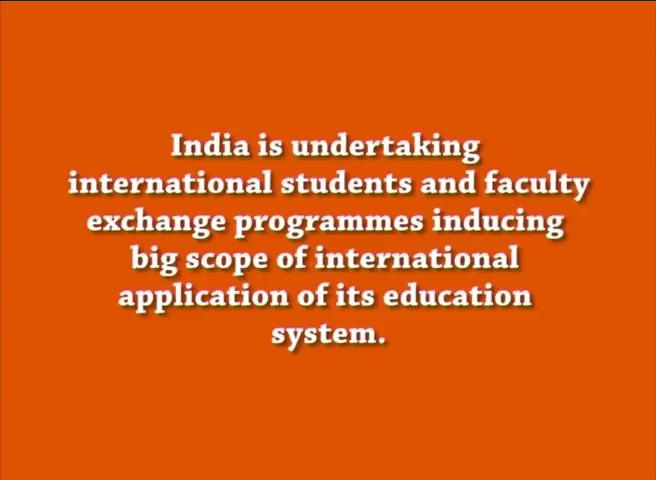 India is undertaking
international students and faculty
exchange programmes inducing
big scope of international
application of its education
system.